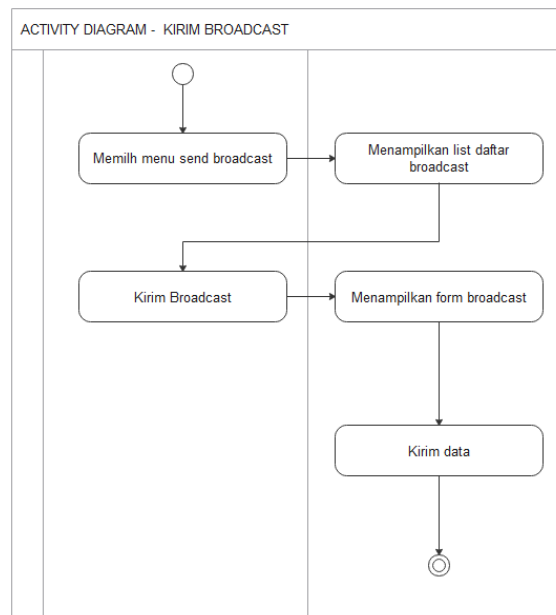 ACTIVITY DIAGRAM - KIRIM BROADCAST
Memilh menu send broadcast
Menampilkan list daftar
broadcast
Kirim Broadcast
Menampilkan form broadcast
Kirim data